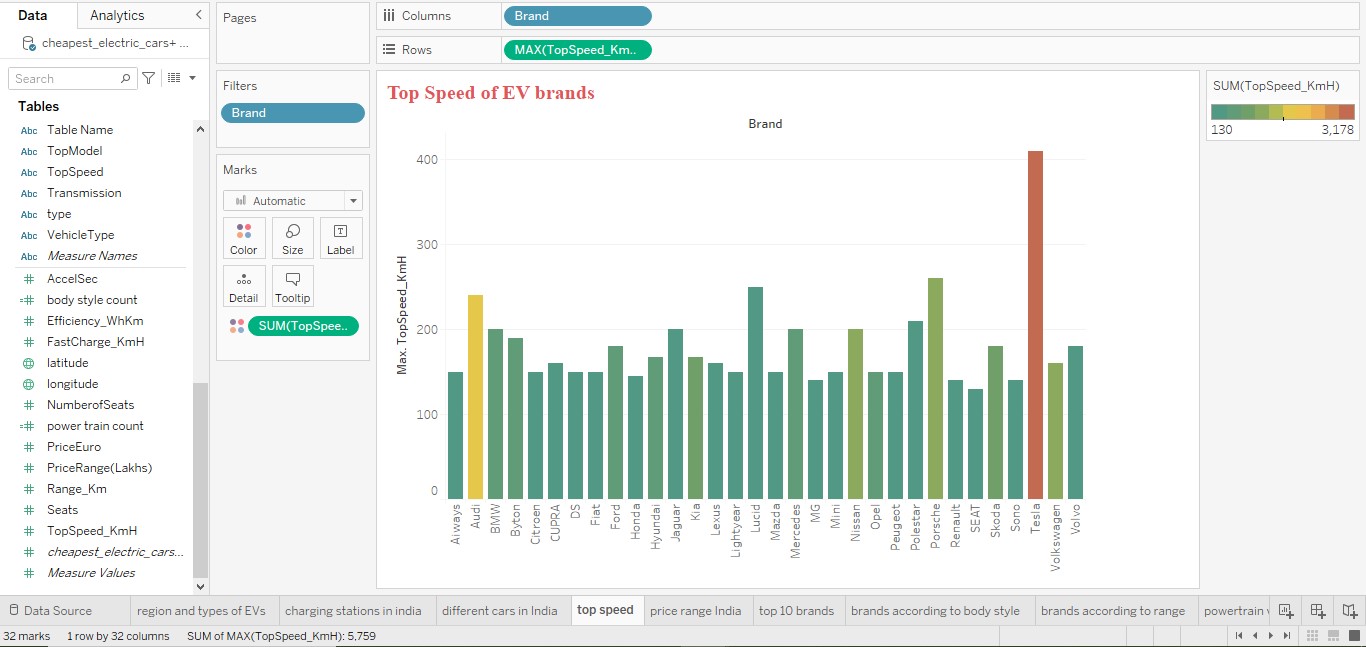 Data
Analytics
cheapest_electric_cars+ ...
Search
Tables
Abc Table Name
Abc TopModel
Abc TopSpeed
Abc Transmission
Abc type
Abc VehicleType
Abc Measure Names
AccelSec
body style count
Efficiency_WhKm
FastCharge_KmH
latitude
longitude
NumberofSeats
power train count
PriceEuro
PriceRange(Lakhs)
Range_Km
Seats
TopSpeed_KmH
cheapest_electric_cars...
Measure Values
Pages
Filters
Brand
Marks
Automatic
Color Size Label
Detail Tooltip
SUM(TopSpee..
Columns Brand
Rows MAX(TopSpeed_Km..
Top Speed of EV brands
Brand
Max. TopSpeed_KmH
400
300
200
100
0
Aiways
Audi
BMW
Byton
Citroen
CUPRA
DS
Fiat
Ford
Honda
Hyundai
Jaguar
Kia
Lexus
Lightyear
Lucid
Mazda
Mercedes
MG
Mini
Nissan
Opel
Peugeot
Polestar
Porsche
Renault
SEAT
Skoda
Sono
Tesla
Volkswagen
Volvo
SUM(TopSpeed_KmH)
130 3,178
Data Source region and types of EVs charging stations in india different cars in India top speed price range India top 10 brands brands according to body style brands according to range powertrain
32 marks 1 row by 32 columns SUM of MAX(TopSpeed_KmH): 5,759